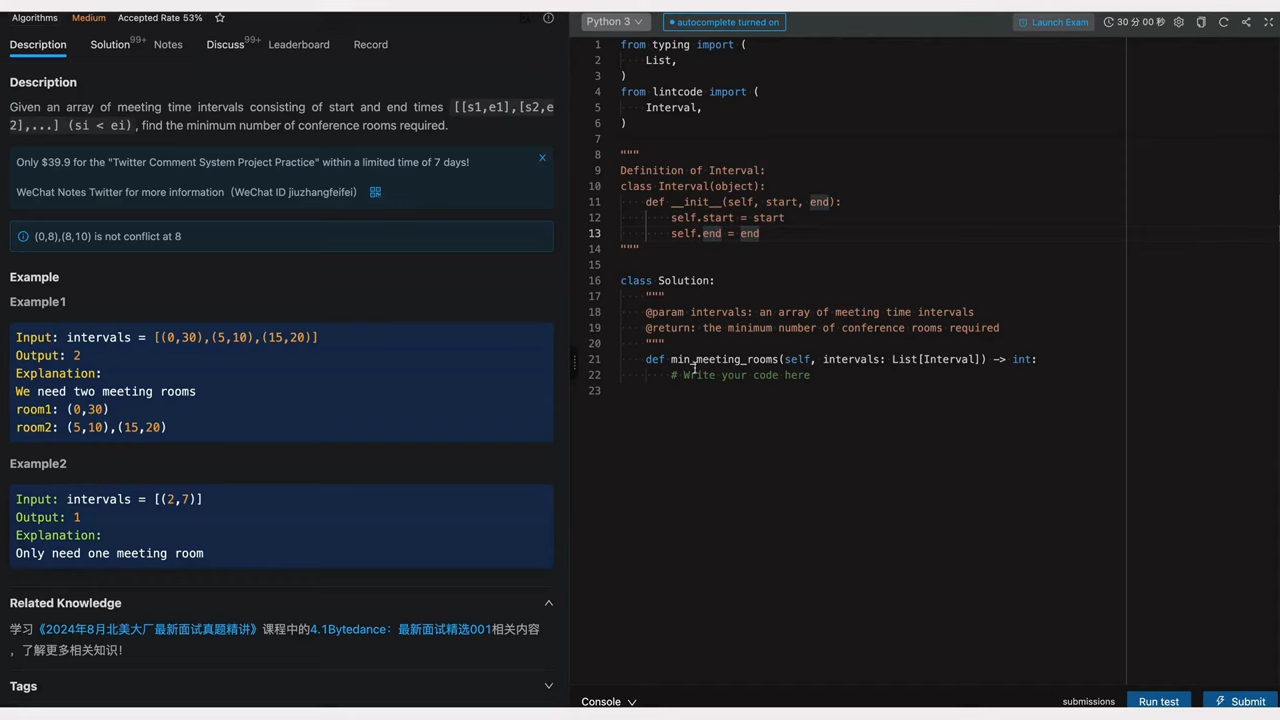 Algorithms Medium Accepted Rate 53%
Description Solution 99+ Notes Discuss 99+ Leaderboard Record
Description
Given an array of meeting time intervals consisting of start and end times [[s1,e1],[s2,e
2],...] (si < ei), find the minimum number of conference rooms required.
Only $39.9 for the "Twitter Comment System Project Practice" within a limited time of 7 days!
WeChat Notes Twitter for more information（WeChat ID jiuzhangfeifei）
(0,8),(8,10) is not conflict at 8
Example
Example1
Input: intervals = [(0,30),(5,10),(15,20)]
Output: 2
Explanation:
We need two meeting rooms
room1: (0,30)
room2: (5,10),(15,20)
Example2
Input: intervals = [(2,7)]
Output: 1
Explanation:
Only need one meeting room
Related Knowledge
学习《2024年8月北美大厂最新面试真题精讲》课程中的4.1Bytedance：最新面试精选001相关内容
，了解更多相关知识！
Tags
Python 3 autocomplete turned on Launch Exam 30 分 00 秒
1 from typing import (
2     List,
3 )
4 from lintcode import (
5     Interval,
6 )
7
8 """
9 Definition of Interval:
10 class Interval(object):
11     def __init__(self, start, end):
12         self.start = start
13         self.end = end
14 """
15
16 class Solution:
17     """
18     @param intervals: an array of meeting time intervals
19     @return: the minimum number of conference rooms required
20     """
21     def min_meeting_rooms(self, intervals: List[Interval]) -> int:
22         # Write your code here
23
Console submissions Run test Submit